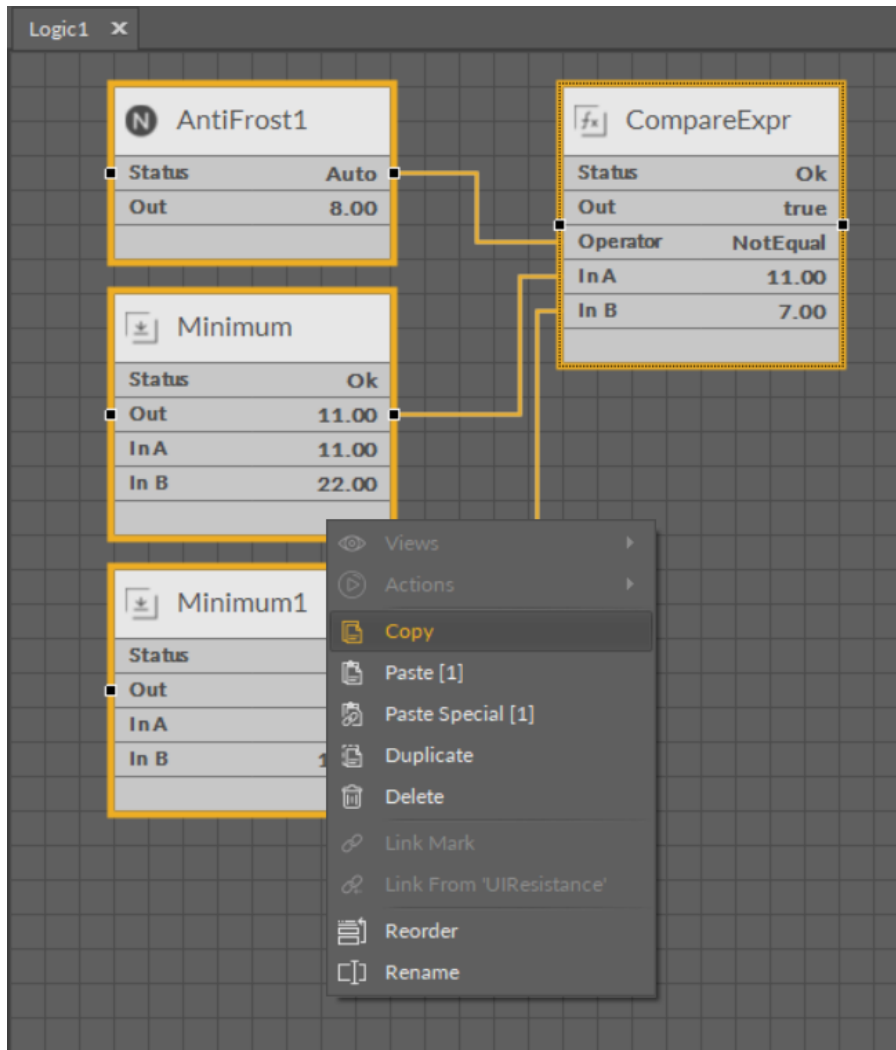 Logic1 X
AntiFrost1
Status Auto
Out 8.00
Minimum
Status Ok
Out 11.00
In A 11.00
In B 22.00
Minimum1
Status
Out
In A
In B 1
CompareExpr
Status Ok
Out true
Operator NotEqual
In A 11.00
In B 7.00
Views
Actions
Copy
Paste [1]
Paste Special [1]
Duplicate
Delete
Link Mark
Link From 'UIResistance'
Reorder
Rename